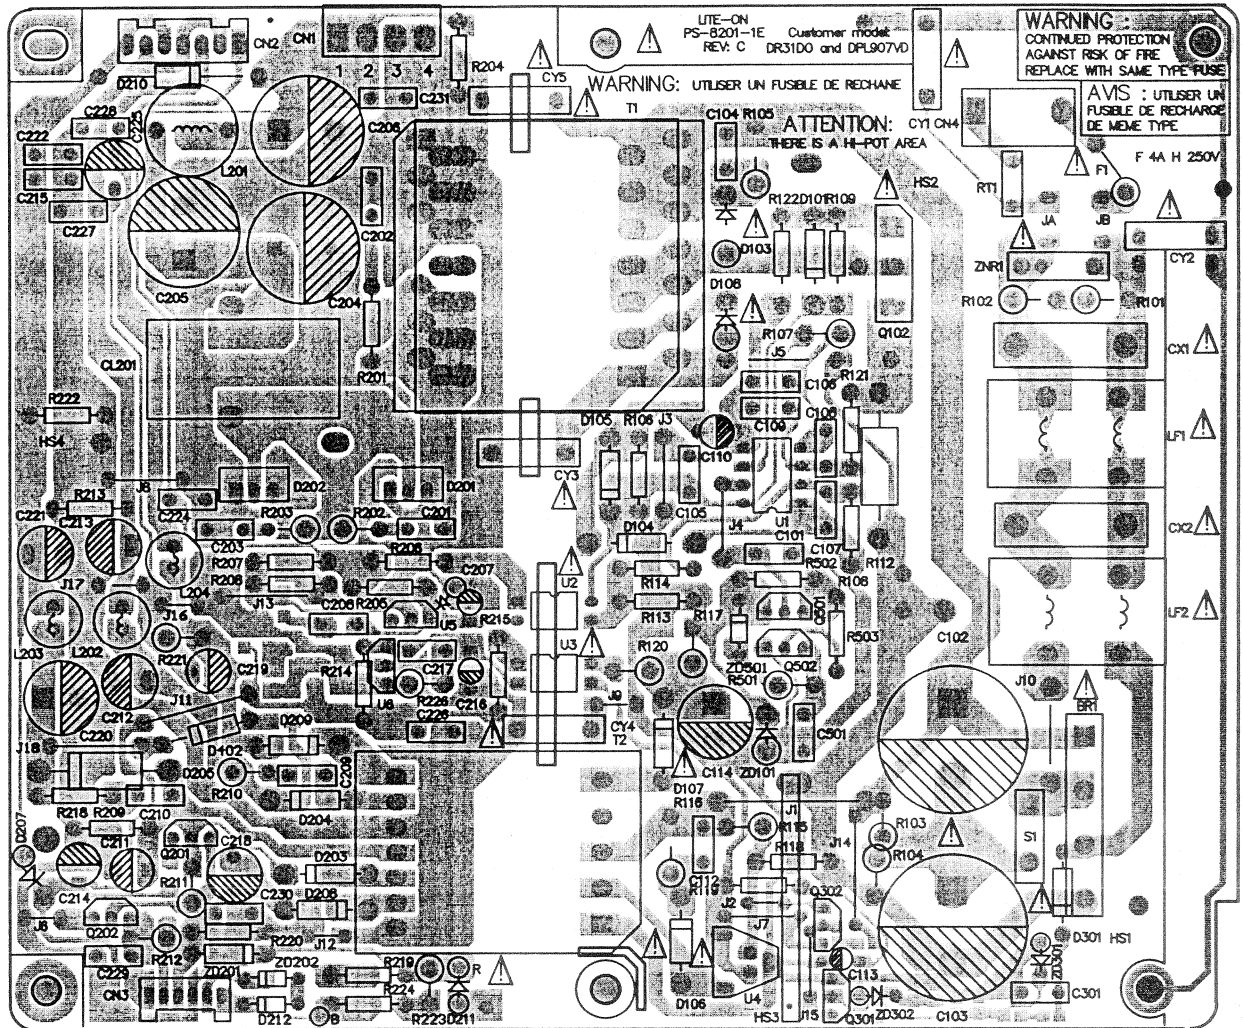 LITE-ON
PS-8201-1E
REV: C
Customer model:
DR31D0 and DPL907VD
WARNING :
CONTINUED PROTECTION
AGAINST RISK OF FIRE
REPLACE WITH SAME TYPE FUSE
AVIS : UTILISER UN
FUSIBLE DE RECHARGE
DE MEME TYPE
WARNING: UTILISER UN FUSIBLE DE RECHANE
ATTENTION:
THERE IS A HI-POT AREA
F 4A H 250V
CN2
CN1
1 2 3 4
R204
CY5
T1
D210
C231
C228
C225
C222
C206
C104 R105
CY1 CN4
L201
C215
C227
C202
HS2
RT1
F1
R122 D101 R109
JA
JB
D103
CY2
ZNR1
C205
C204
D108
R102
R101
R107
Q102
J5
CX1
CL201
R201
C106
R121
R222
HS4
D105 R106 J3
C109
C108
C110
LF1
CY3
J8
D202
D201
R213
C224
R203
R202
C201
C105
J4
U1
C221
C213
C203
D104
C101
C107
CX2
R207
R206
R502
R112
J17
L204
R208
J13
C207
U2
R114
R108
C206
R205
U5
R215
R113
R117
Q501
R503
C102
LF2
J16
L203
L202
R221
C219
R214
C217
U3
R120
ZD501
Q502
R501
J11
U6
R226
C216
J9
J10
BR1
C212
C220
D209
C226
CY4
T2
C501
J18
D402
D205
R210
C209
D107
C114
ZD101
R218
R209
C210
D204
R116
J1
R115
J14
R103
S1
D207
C211
Q201
C218
D203
R118
R104
R211
C214
C230
D208
C112
Q302
J6
Q202
R220
J12
J2
J7
R212
C229
ZD201
ZD202
R219
R
D301
HS1
ZD301
CN3
R224
D106
U4
C113
D212
B
R223
D211
HS3
J15
Q301
ZD302
C103
C301